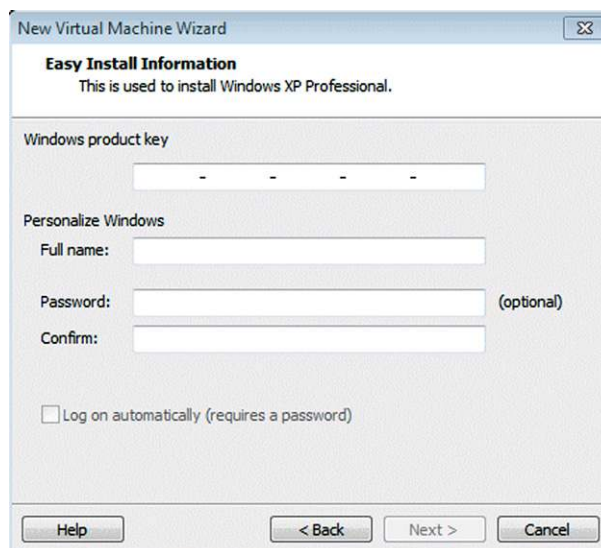 New Virtual Machine Wizard
Easy Install Information
This is used to install Windows XP Professional.
Windows product key
- - - -
Personalize Windows
Full name:
Password: (optional)
Confirm:
Log on automatically (requires a password)
Help < Back Next > Cancel